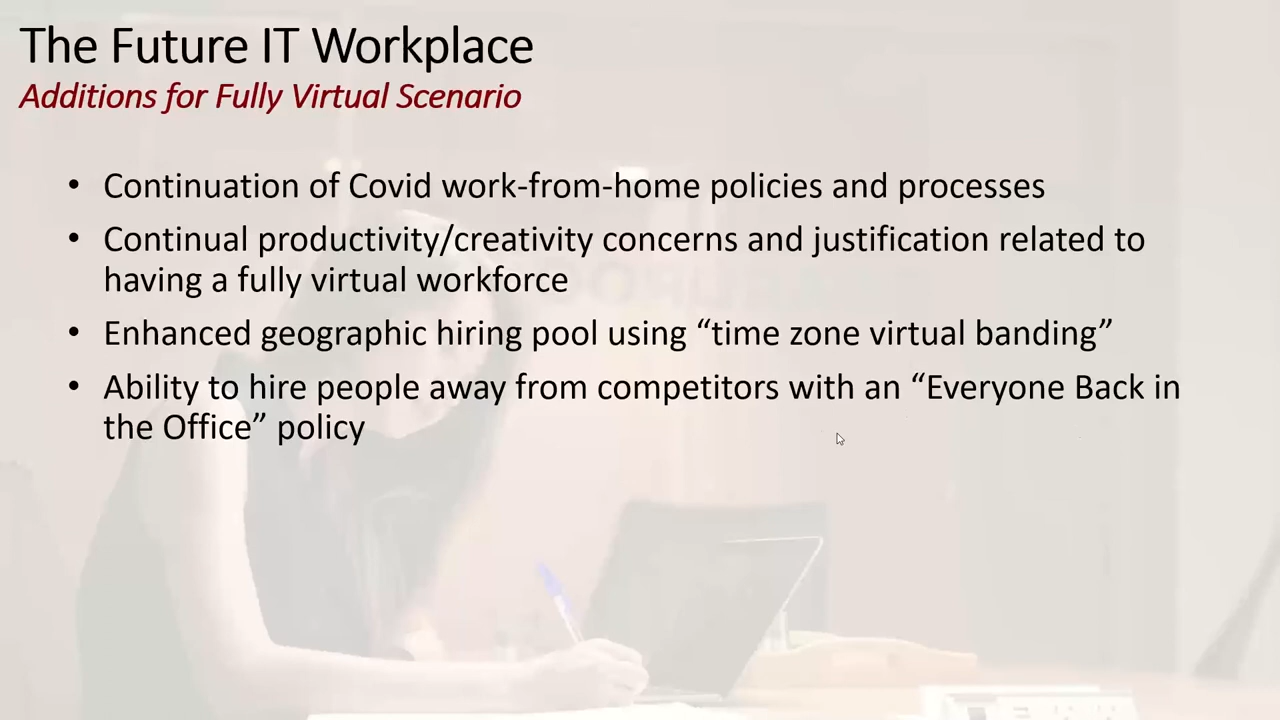 The Future IT Workplace
Additions for Fully Virtual Scenario
• Continuation of Covid work-from-home policies and processes
• Continual productivity/creativity concerns and justification related to
having a fully virtual workforce
• Enhanced geographic hiring pool using “time zone virtual banding”
• Ability to hire people away from competitors with an “Everyone Back in
the Office” policy